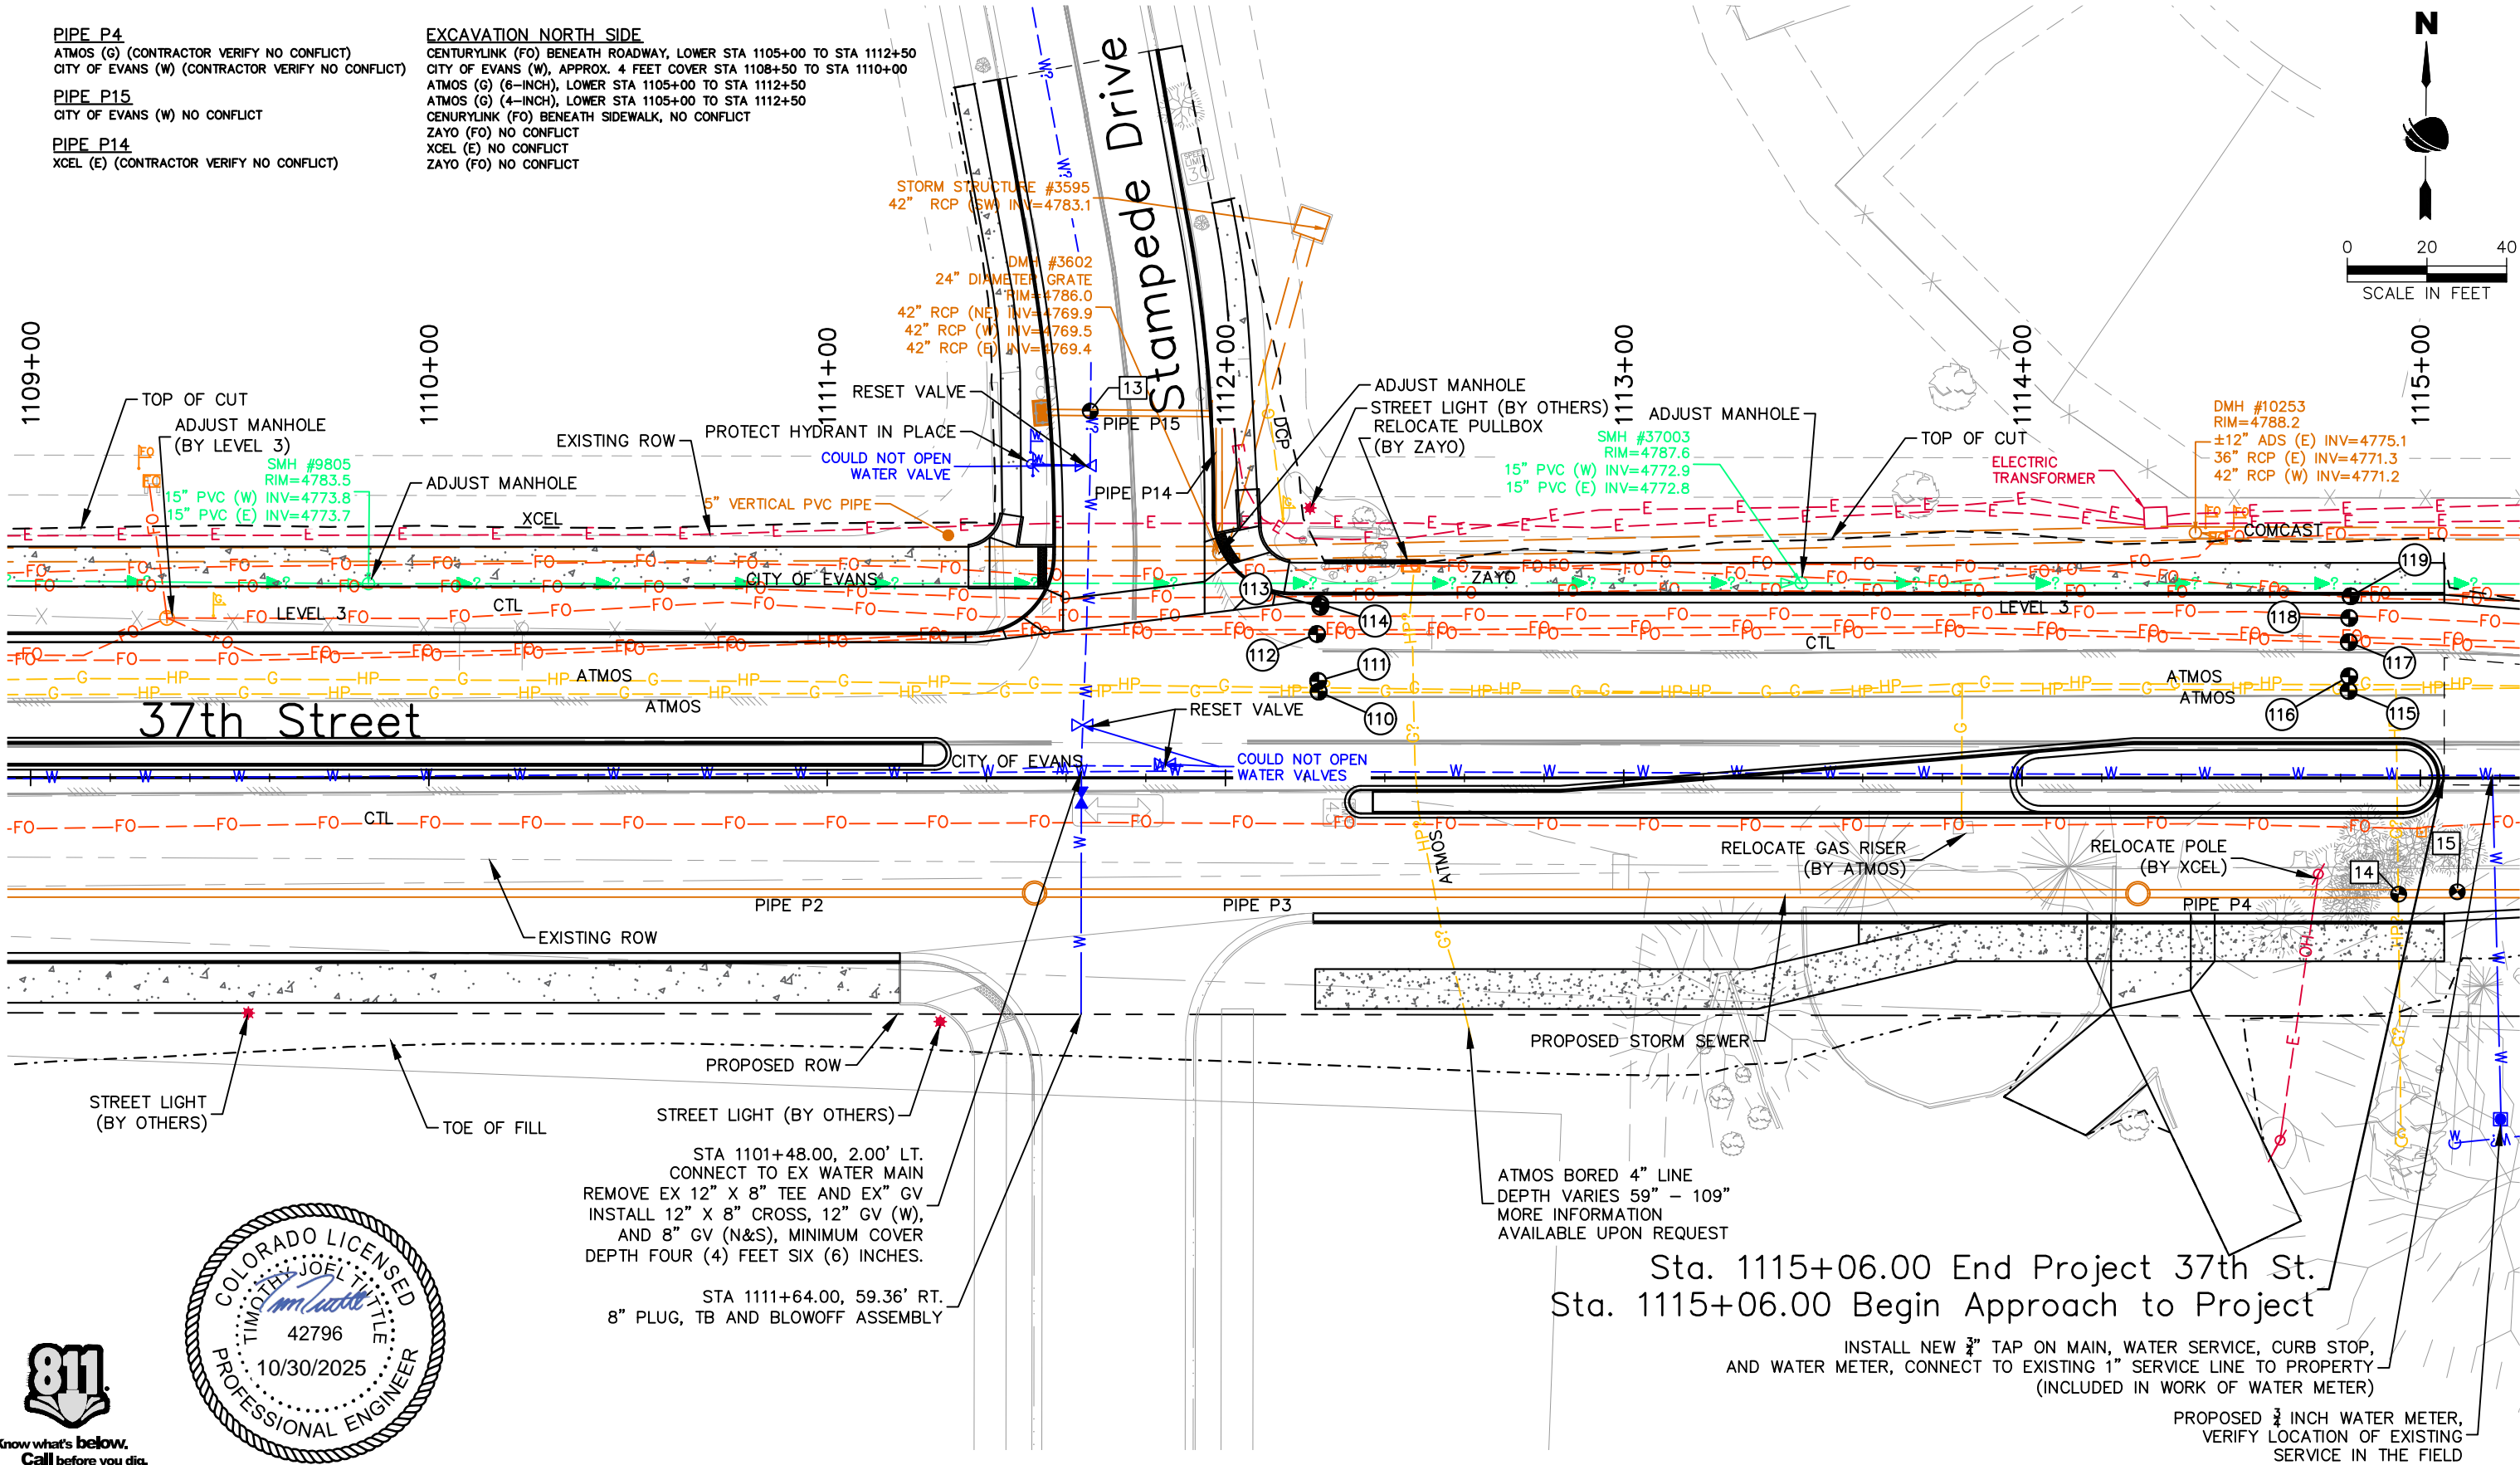 PIPE P4
ATMOS (G) (CONTRACTOR VERIFY NO CONFLICT)
CITY OF EVANS (W) (CONTRACTOR VERIFY NO CONFLICT)
PIPE P15
CITY OF EVANS (W) NO CONFLICT
PIPE P14
XCEL (E) (CONTRACTOR VERIFY NO CONFLICT)
EXCAVATION NORTH SIDE
CENTURYLINK (FO) BENEATH ROADWAY, LOWER STA 1105+00 TO STA 1112+50
CITY OF EVANS (W), APPROX. 4 FEET COVER STA 1108+50 TO STA 1110+00
ATMOS (G) (6-INCH), LOWER STA 1105+00 TO STA 1112+50
ATMOS (G) (4-INCH), LOWER STA 1105+00 TO STA 1112+50
CENURYLINK (FO) BENEATH SIDEWALK, NO CONFLICT
ZAYO (FO) NO CONFLICT
XCEL (E) NO CONFLICT
ZAYO (FO) NO CONFLICT
Stampede Drive
SPEED
LIMIT
30
N
0 20 40
SCALE IN FEET
STORM STRUCTURE #3595
42" RCP (SW) INV=4783.1
DMH #3602
24" DIAMETER GRATE
RIM=4786.0
42" RCP (NE) INV=4769.9
42" RCP (W) INV=4769.5
42" RCP (E) INV=4769.4
1109+00
1110+00
1111+00
1112+00
1113+00
1114+00
1115+00
TOP OF CUT
ADJUST MANHOLE
(BY LEVEL 3)
SMH #9805
RIM=4783.5
15" PVC (W) INV=4773.8
15" PVC (E) INV=4773.7
ADJUST MANHOLE
EXISTING ROW
XCEL
RESET VALVE
PROTECT HYDRANT IN PLACE
COULD NOT OPEN
WATER VALVE
5" VERTICAL PVC PIPE
13
PIPE P15
PIPE P14
DCP
ADJUST MANHOLE
STREET LIGHT (BY OTHERS)
RELOCATE PULLBOX
(BY ZAYO)
ADJUST MANHOLE
SMH #37003
RIM=4787.6
15" PVC (W) INV=4772.9
15" PVC (E) INV=4772.8
TOP OF CUT
ELECTRIC
TRANSFORMER
DMH #10253
RIM=4788.2
±12" ADS (E) INV=4775.1
36" RCP (E) INV=4771.3
42" RCP (W) INV=4771.2
COMCAST
CITY OF EVANS
ZAYO
LEVEL 3
CTL
LEVEL 3
CTL
113
114
112
111
110
119
118
117
116
115
ATMOS
ATMOS
ATMOS
ATMOS
37th Street
RESET VALVE
CITY OF EVANS
COULD NOT OPEN
WATER VALVES
CTL
ATMOS
RELOCATE GAS RISER
(BY ATMOS)
RELOCATE POLE
(BY XCEL)
15
14
PIPE P2
PIPE P3
PIPE P4
EXISTING ROW
PROPOSED STORM SEWER
PROPOSED ROW
STREET LIGHT
(BY OTHERS)
TOE OF FILL
STREET LIGHT (BY OTHERS)
STA 1101+48.00, 2.00' LT.
CONNECT TO EX WATER MAIN
REMOVE EX 12" X 8" TEE AND EX" GV
INSTALL 12" X 8" CROSS, 12" GV (W),
AND 8" GV (N&S), MINIMUM COVER
DEPTH FOUR (4) FEET SIX (6) INCHES.
STA 1111+64.00, 59.36' RT.
8" PLUG, TB AND BLOWOFF ASSEMBLY
ATMOS BORED 4" LINE
DEPTH VARIES 59" - 109"
MORE INFORMATION
AVAILABLE UPON REQUEST
Sta. 1115+06.00 End Project 37th St.
Sta. 1115+06.00 Begin Approach to Project
INSTALL NEW ¾" TAP ON MAIN, WATER SERVICE, CURB STOP,
AND WATER METER, CONNECT TO EXISTING 1" SERVICE LINE TO PROPERTY
(INCLUDED IN WORK OF WATER METER)
PROPOSED ¾ INCH WATER METER,
VERIFY LOCATION OF EXISTING
SERVICE IN THE FIELD
COLORADO LICENSED
TIMOTHY JOEL TUTTLE
42796
10/30/2025
PROFESSIONAL ENGINEER
811
Know what's below.
Call before you dig.